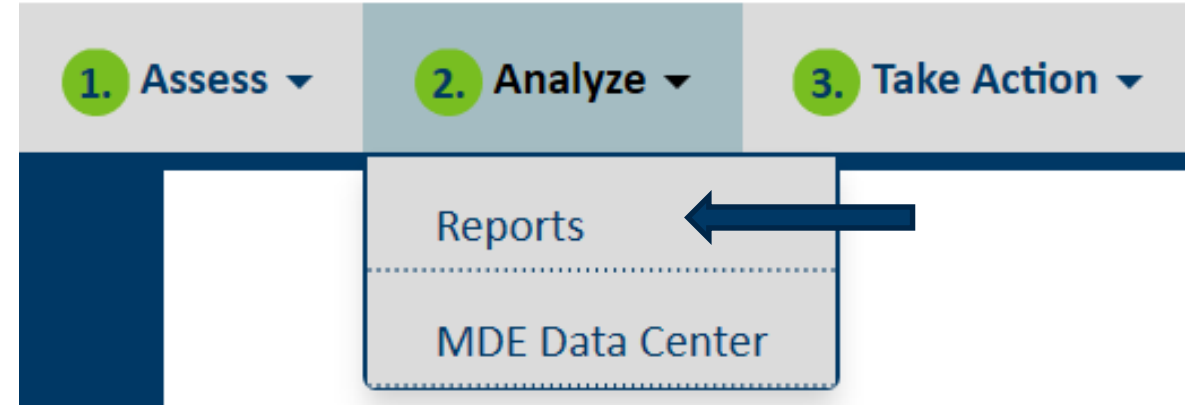 1. Assess 2. Analyze 3. Take Action
Reports
MDE Data Center